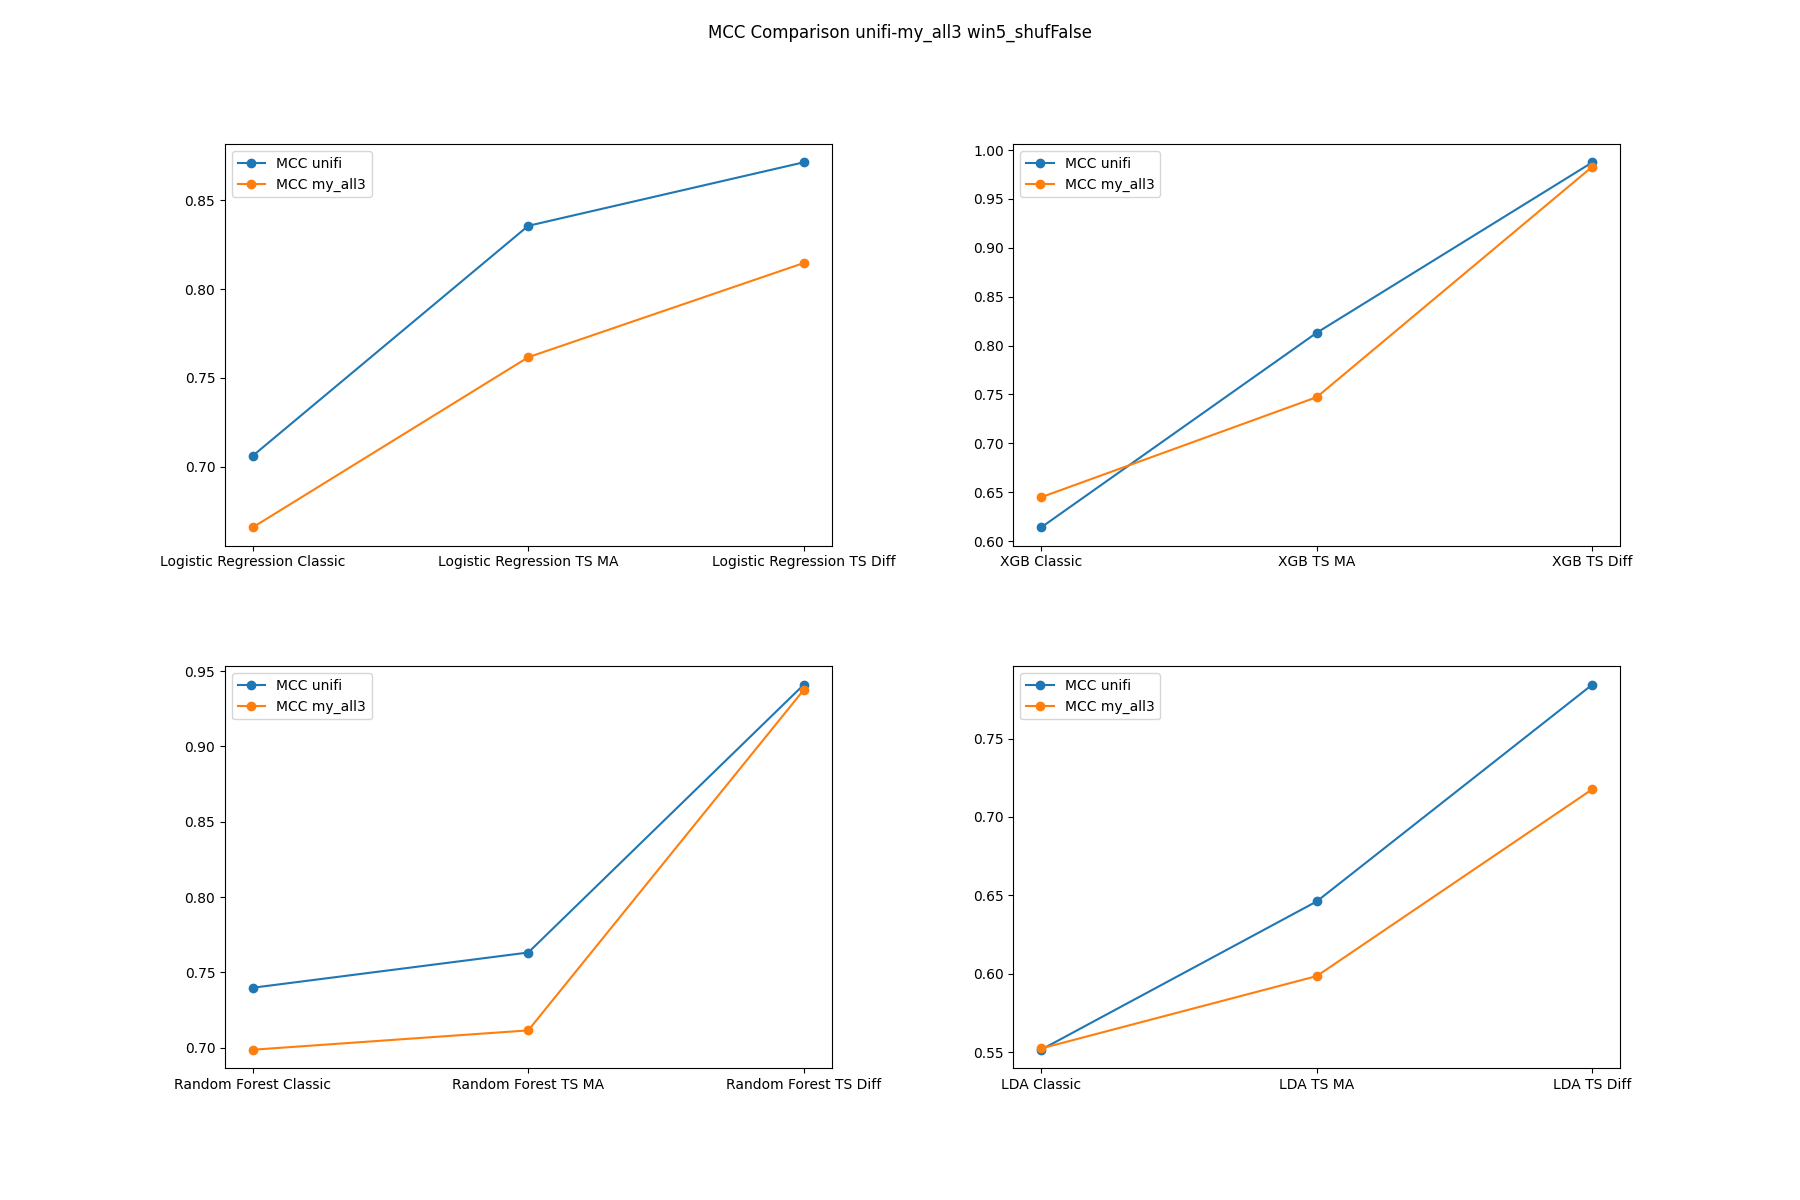 MCC Comparison unifi-my_all3 win5_shufFalse
MCC unifi
MCC my_all3
0.85
0.80
0.75
0.70
Logistic Regression Classic
Logistic Regression TS MA
Logistic Regression TS Diff
MCC unifi
MCC my_all3
1.00
0.95
0.90
0.85
0.80
0.75
0.70
0.65
0.60
XGB Classic
XGB TS MA
XGB TS Diff
MCC unifi
MCC my_all3
0.95
0.90
0.85
0.80
0.75
0.70
Random Forest Classic
Random Forest TS MA
Random Forest TS Diff
MCC unifi
MCC my_all3
0.75
0.70
0.65
0.60
0.55
LDA Classic
LDA TS MA
LDA TS Diff